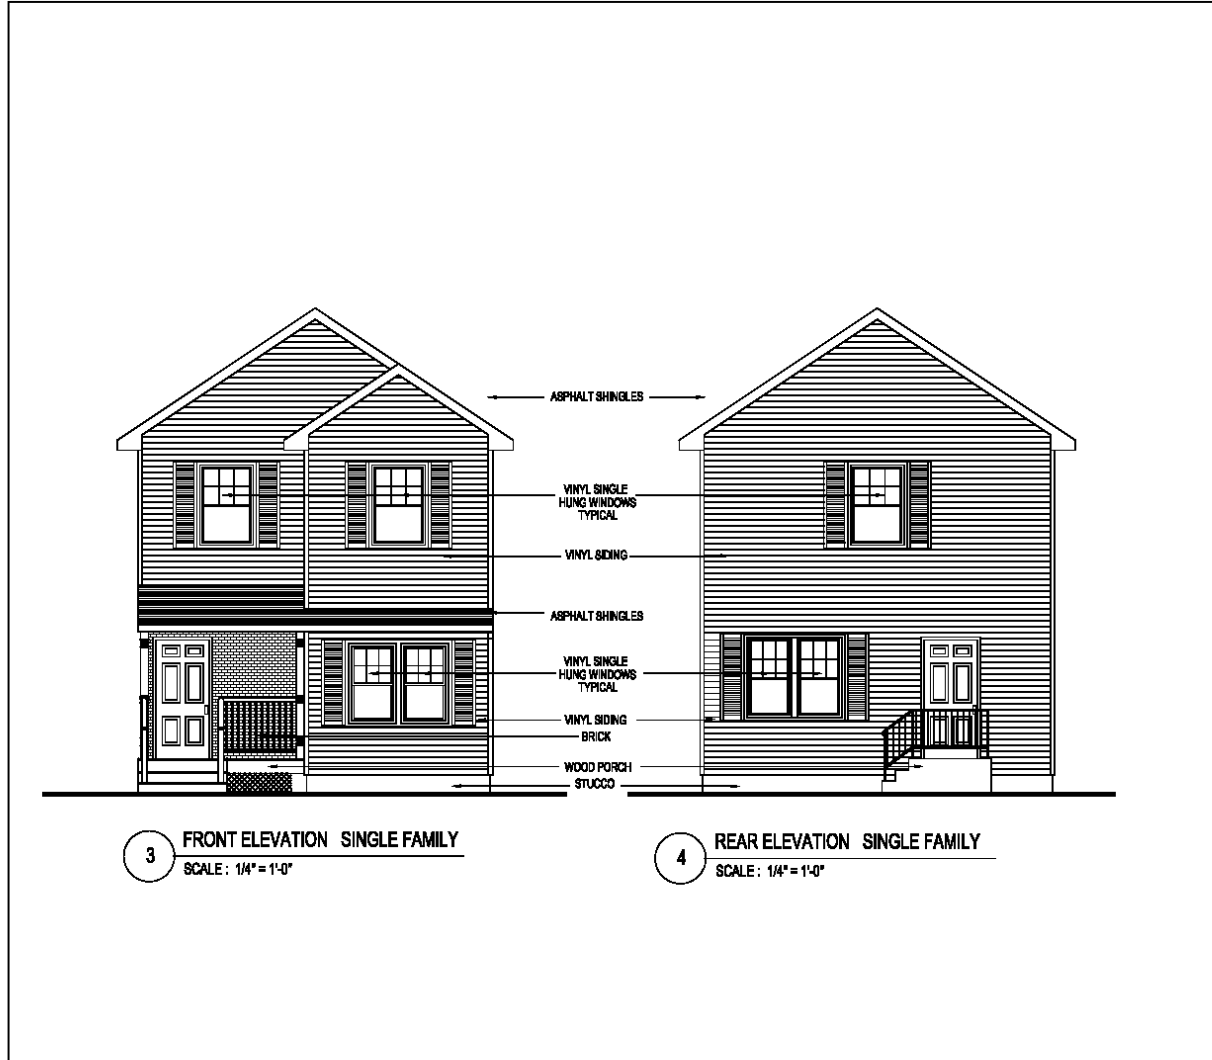 ASPHALT SHINGLES
VINYL SINGLE
HUNG WINDOWS
TYPICAL
VINYL SIDING
ASPHALT SHINGLES
VINYL SINGLE
HUNG WINDOWS
TYPICAL
VINYL SIDING
BRICK
WOOD PORCH
STUCCO
3
FRONT ELEVATION SINGLE FAMILY
SCALE : 1/4" = 1'-0"
4
REAR ELEVATION SINGLE FAMILY
SCALE : 1/4" = 1'-0"